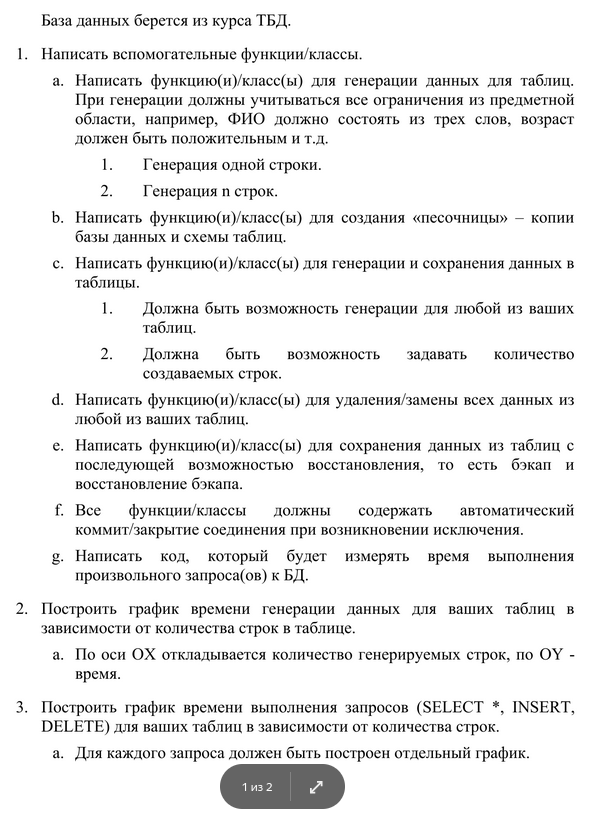 База данных берется из курса ТБД.
1. Написать вспомогательные функции/классы.
a. Написать функцию(и)/класс(ы) для генерации данных для таблиц.
При генерации должны учитываться все ограничения из предметной
области, например, ФИО должно состоять из трех слов, возраст
должен быть положительным и т.д.
1. Генерация одной строки.
2. Генерация n строк.
b. Написать функцию(и)/класс(ы) для создания «песочницы» – копии
базы данных и схемы таблиц.
c. Написать функцию(и)/класс(ы) для генерации и сохранения данных в
таблицы.
1. Должна быть возможность генерации для любой из ваших
таблиц.
2. Должна быть возможность задавать количество
создаваемых строк.
d. Написать функцию(и)/класс(ы) для удаления/замены всех данных из
любой из ваших таблиц.
e. Написать функцию(и)/класс(ы) для сохранения данных из таблиц с
последующей возможностью восстановления, то есть бэкап и
восстановление бэкапа.
f. Все функции/классы должны содержать автоматический
коммит/закрытие соединения при возникновении исключения.
g. Написать код, который будет измерять время выполнения
произвольного запроса(ов) к БД.
2. Построить график времени генерации данных для ваших таблиц в
зависимости от количества строк в таблице.
a. По оси OX откладывается количество генерируемых строк, по OY -
время.
3. Построить график времени выполнения запросов (SELECT *, INSERT,
DELETE) для ваших таблиц в зависимости от количества строк.
a. Для каждого запроса должен быть построен отдельный график.
1 из 2